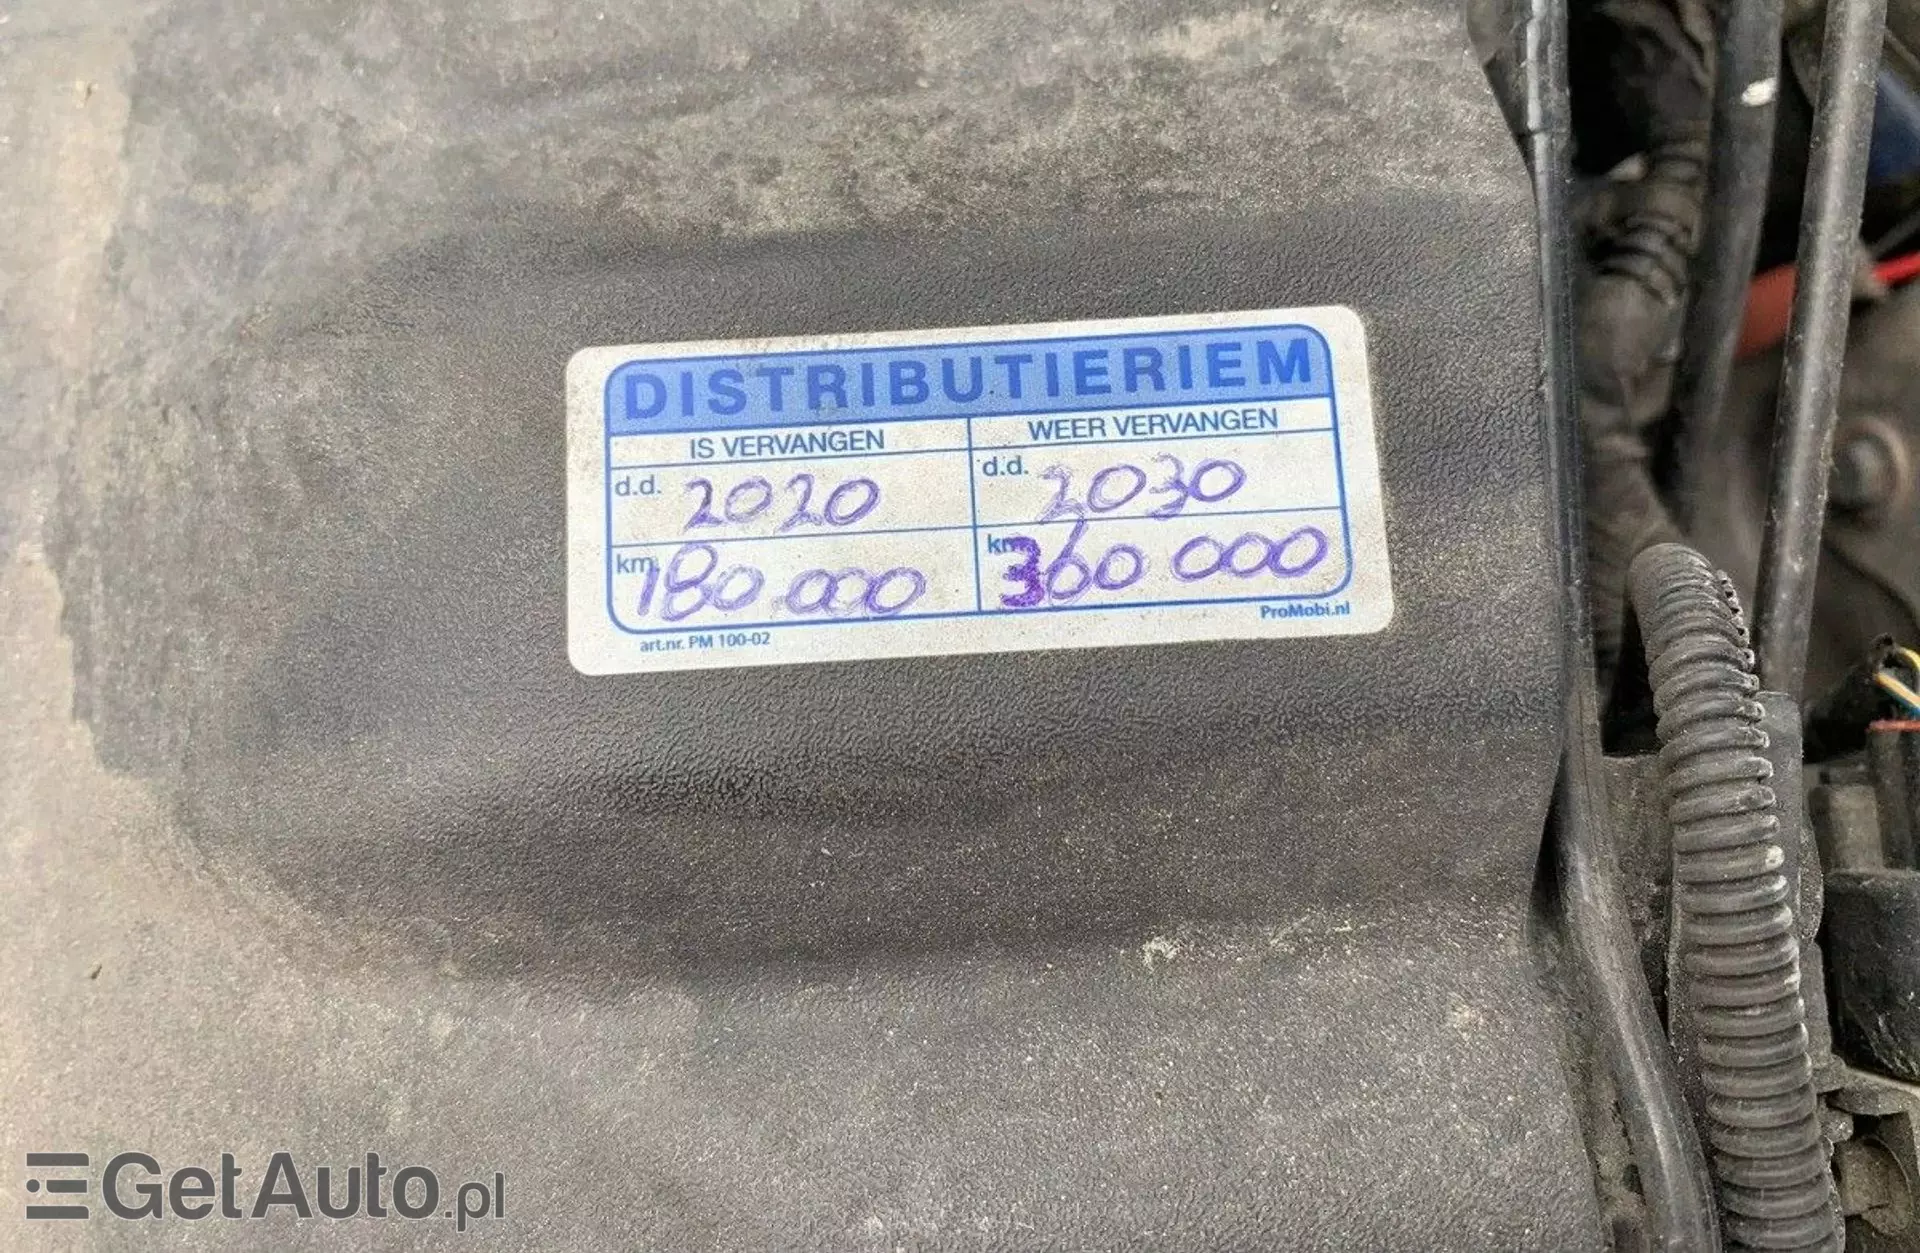 DISTRIBUTIERIEM
IS VERVANGEN
WEER VERVANGEN
d.d. 2020
d.d. 2030
km. 180 000
km. 360 000
art.nr. PM 100-02
ProMobi.nl
GetAuto.pl